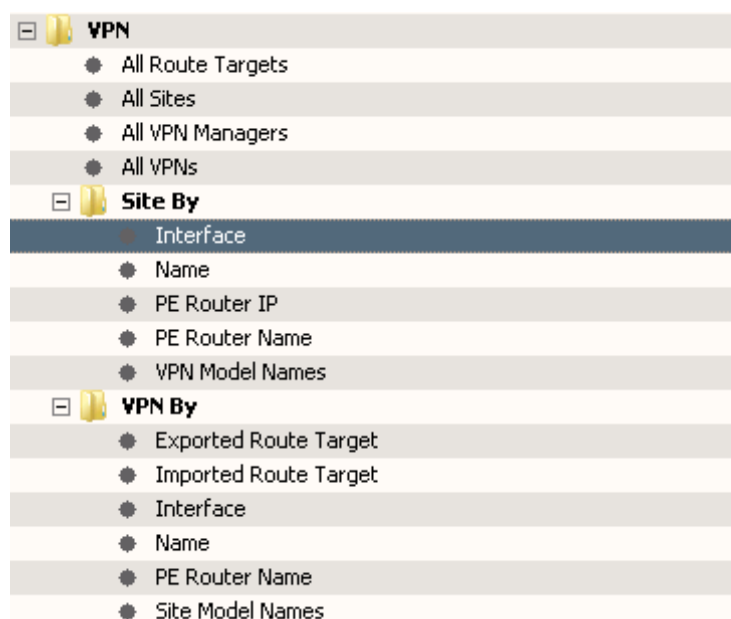 VPN
All Route Targets
All Sites
All VPN Managers
All VPNs
Site By
Interface
Name
PE Router IP
PE Router Name
VPN Model Names
VPN By
Exported Route Target
Imported Route Target
Interface
Name
PE Router Name
Site Model Names